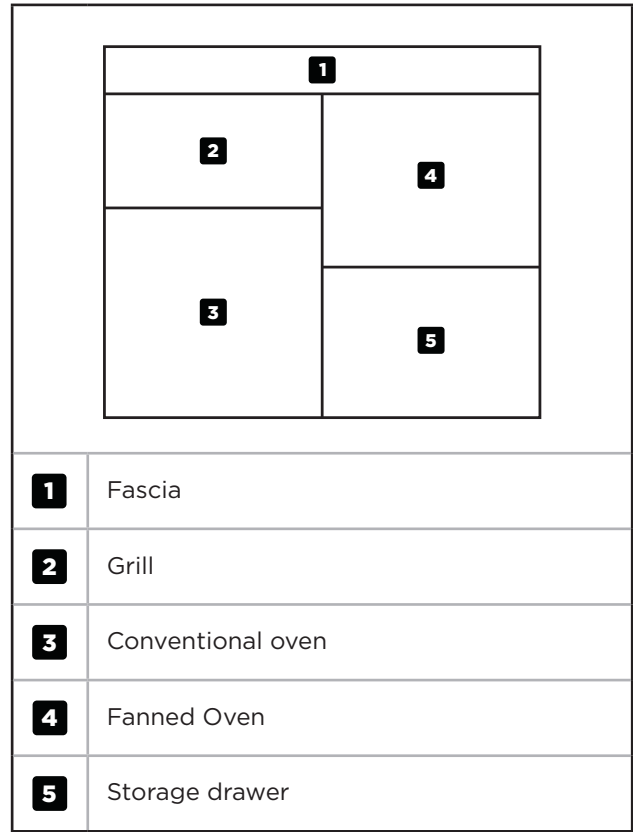 1
2
4
3
5
1 Fascia
2 Grill
3 Conventional oven
4 Fanned Oven
5 Storage drawer